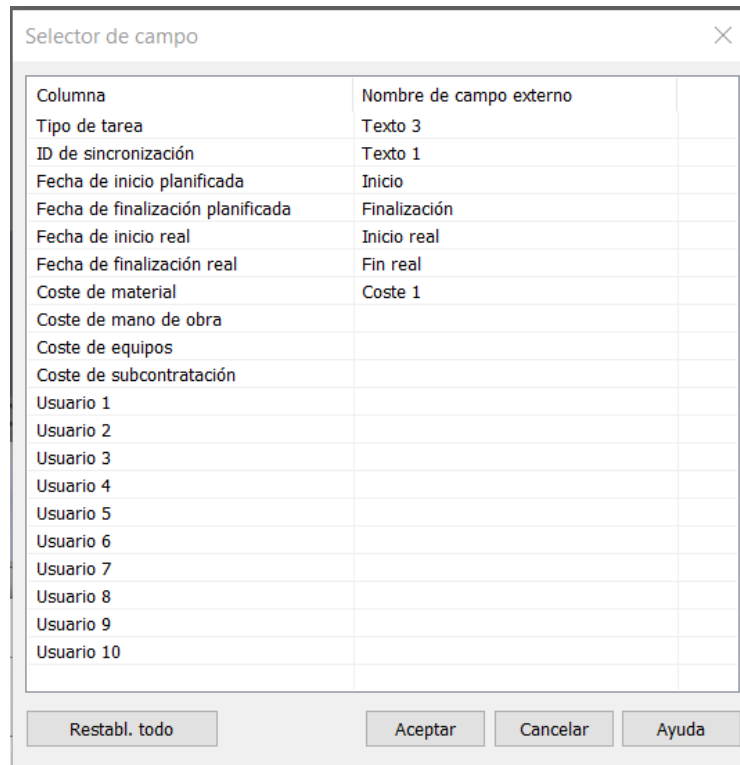 Selector de campo
Columna Nombre de campo externo
Tipo de tarea Texto 3
ID de sincronización Texto 1
Fecha de inicio planificada Inicio
Fecha de finalización planificada Finalización
Fecha de inicio real Inicio real
Fecha de finalización real Fin real
Coste de material Coste 1
Coste de mano de obra
Coste de equipos
Coste de subcontratación
Usuario 1
Usuario 2
Usuario 3
Usuario 4
Usuario 5
Usuario 6
Usuario 7
Usuario 8
Usuario 9
Usuario 10
Restabl. todo Aceptar Cancelar Ayuda